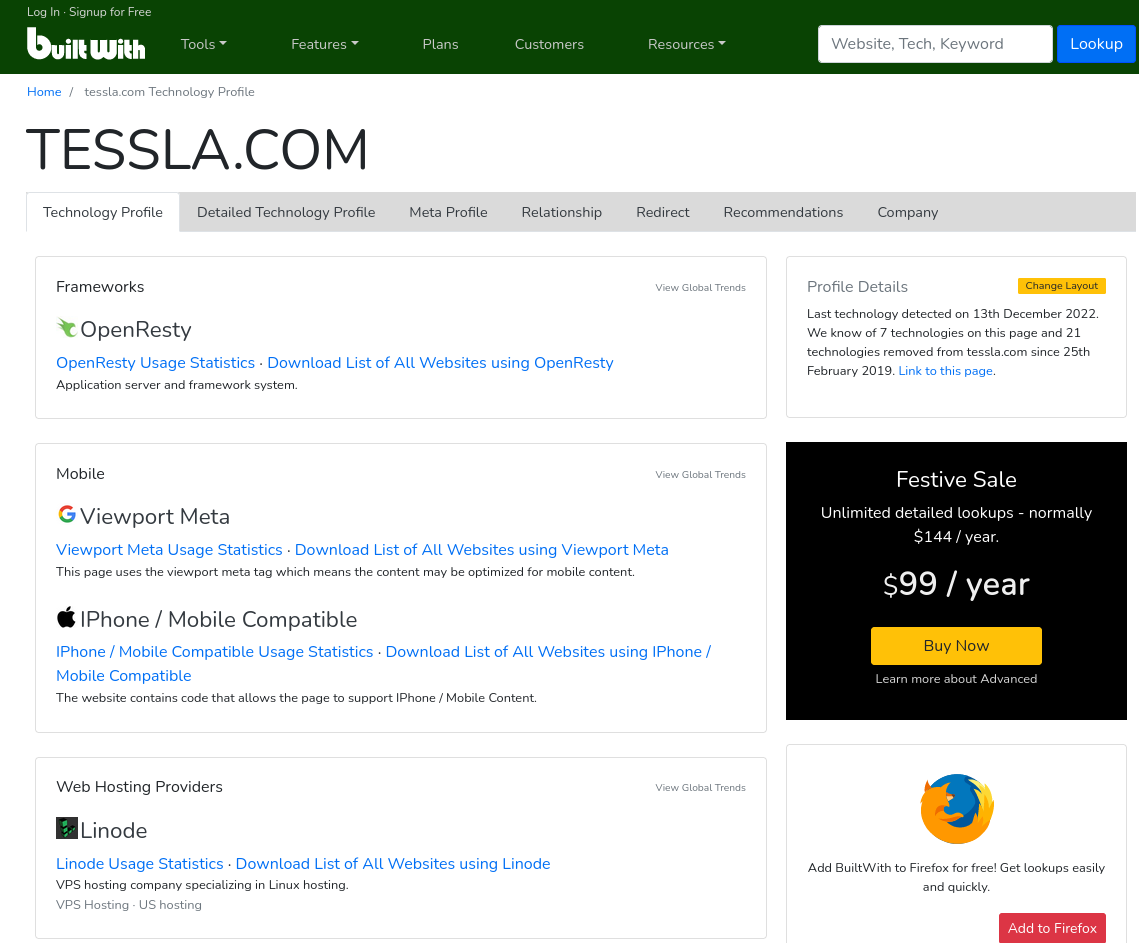 Log In · Signup for Free
builtwith
Tools
Features
Plans
Customers
Resources
Website, Tech, Keyword
Lookup
Home / tessla.com Technology Profile
TESSLA.COM
Technology Profile
Detailed Technology Profile
Meta Profile
Relationship
Redirect
Recommendations
Company
Frameworks
View Global Trends
OpenResty
OpenResty Usage Statistics · Download List of All Websites using OpenResty
Application server and framework system.
Mobile
View Global Trends
Viewport Meta
Viewport Meta Usage Statistics · Download List of All Websites using Viewport Meta
This page uses the viewport meta tag which means the content may be optimized for mobile content.
IPhone / Mobile Compatible
IPhone / Mobile Compatible Usage Statistics · Download List of All Websites using IPhone /
Mobile Compatible
The website contains code that allows the page to support IPhone / Mobile Content.
Web Hosting Providers
View Global Trends
Linode
Linode Usage Statistics · Download List of All Websites using Linode
VPS hosting company specializing in Linux hosting.
VPS Hosting · US hosting
Profile Details
Change Layout
Last technology detected on 13th December 2022.
We know of 7 technologies on this page and 21
technologies removed from tessla.com since 25th
February 2019. Link to this page.
Festive Sale
Unlimited detailed lookups - normally
$144 / year.
$99 / year
Buy Now
Learn more about Advanced
Add BuiltWith to Firefox for free! Get lookups easily
and quickly.
Add to Firefox